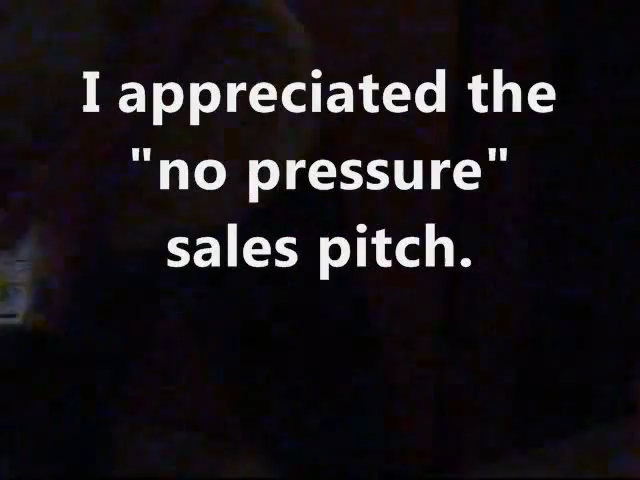 I appreciated the
"no pressure"
sales pitch.